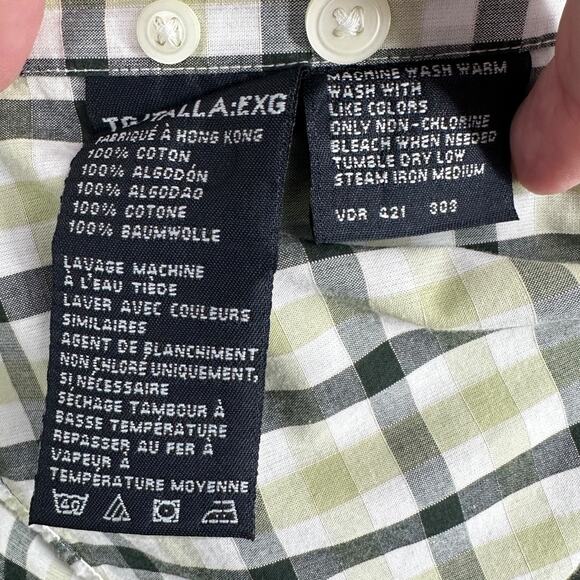 TALLA:EXG
FABRIQUÉ À HONG KONG
100% COTON
100% ALGODÓN
100% ALGODAO
100% COTONE
100% BAUMWOLLE
LAVAGE MACHINE
À L'EAU TIÈDE
LAVER AVEC COULEURS
SIMILAIRES
AGENT DE BLANCHIMENT
NON CHLORÉ UNIQUEMENT,
SI NÉCESSAIRE
SÉCHAGE TAMBOUR À
BASSE TEMPÉRATURE
REPASSER AU FER À
VAPEUR À
TEMPÉRATURE MOYENNE
40
MACHINE WASH WARM
WASH WITH
LIKE COLORS
ONLY NON-CHLORINE
BLEACH WHEN NEEDED
TUMBLE DRY LOW
STEAM IRON MEDIUM
VDR 421 303